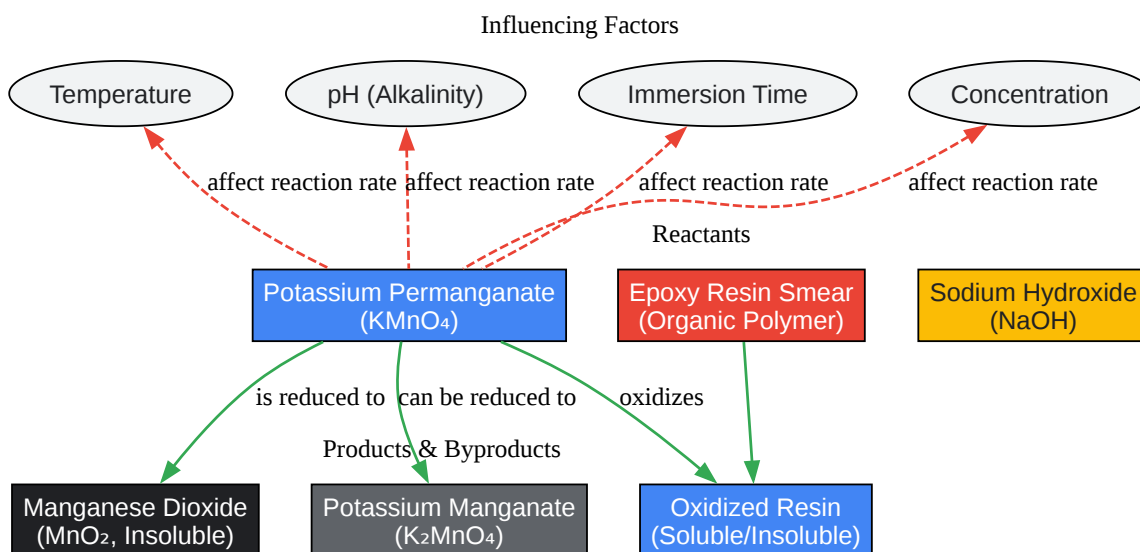 Influencing Factors
Temperature
pH (Alkalinity)
Immersion Time
Concentration
affect reaction rate
affect reaction rate
affect reaction rate
affect reaction rate
Reactants
Potassium Permanganate
(KMnO₄)
Epoxy Resin Smear
(Organic Polymer)
Sodium Hydroxide
(NaOH)
is reduced to
can be reduced to
oxidizes
Products & Byproducts
Manganese Dioxide
(MnO₂, Insoluble)
Potassium Manganate
(K₂MnO₄)
Oxidized Resin
(Soluble/Insoluble)